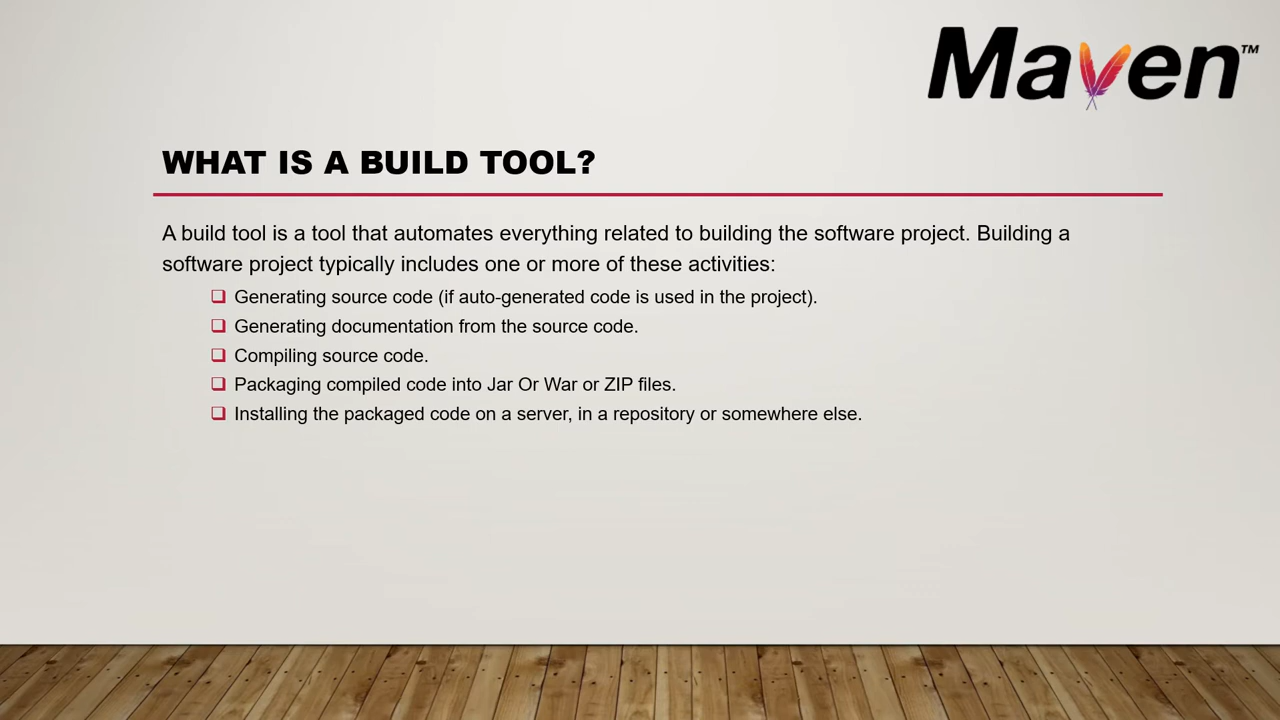 Maven™
WHAT IS A BUILD TOOL?
A build tool is a tool that automates everything related to building the software project. Building a
software project typically includes one or more of these activities:
❑ Generating source code (if auto-generated code is used in the project).
❑ Generating documentation from the source code.
❑ Compiling source code.
❑ Packaging compiled code into Jar Or War or ZIP files.
❑ Installing the packaged code on a server, in a repository or somewhere else.